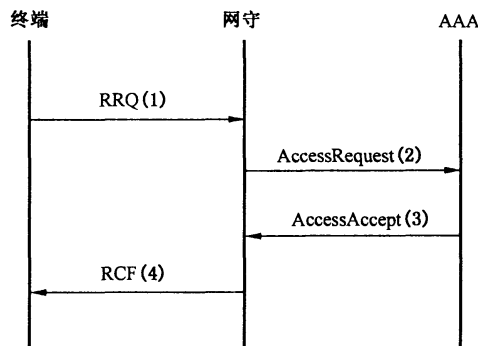 终端 网守 AAA
RRQ(1)
AccessRequest(2)
AccessAccept(3)
RCF(4)